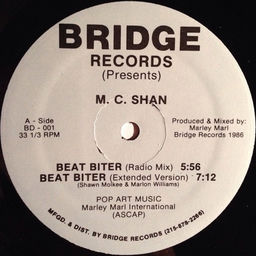 BRIDGE
RECORDS
(Presents)
M. C. SHAN
A - Side
BD - 001
33 1/3 RPM
Produced & Mixed by:
Marley Marl
Bridge Records 1986
BEAT BITER (Radio Mix) 5:56
BEAT BITER (Extended Version) 7:12
(Shawn Molkee & Marlon Williams)
POP ART MUSIC
Marley Marl International
(ASCAP)
MFGD. & DIST. BY BRIDGE RECORDS (215-878-2288)